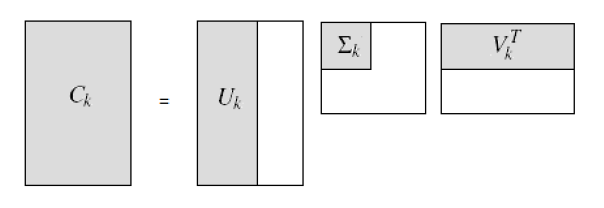 C_k = U_k Σ_k V_k^T